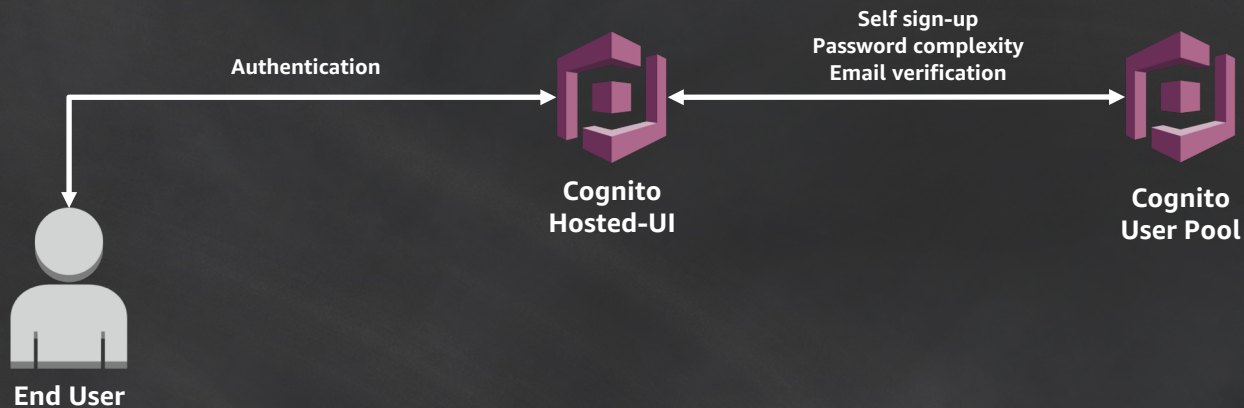 Authentication
Self sign-up
Password complexity
Email verification
Cognito
Hosted-UI
Cognito
User Pool
End User